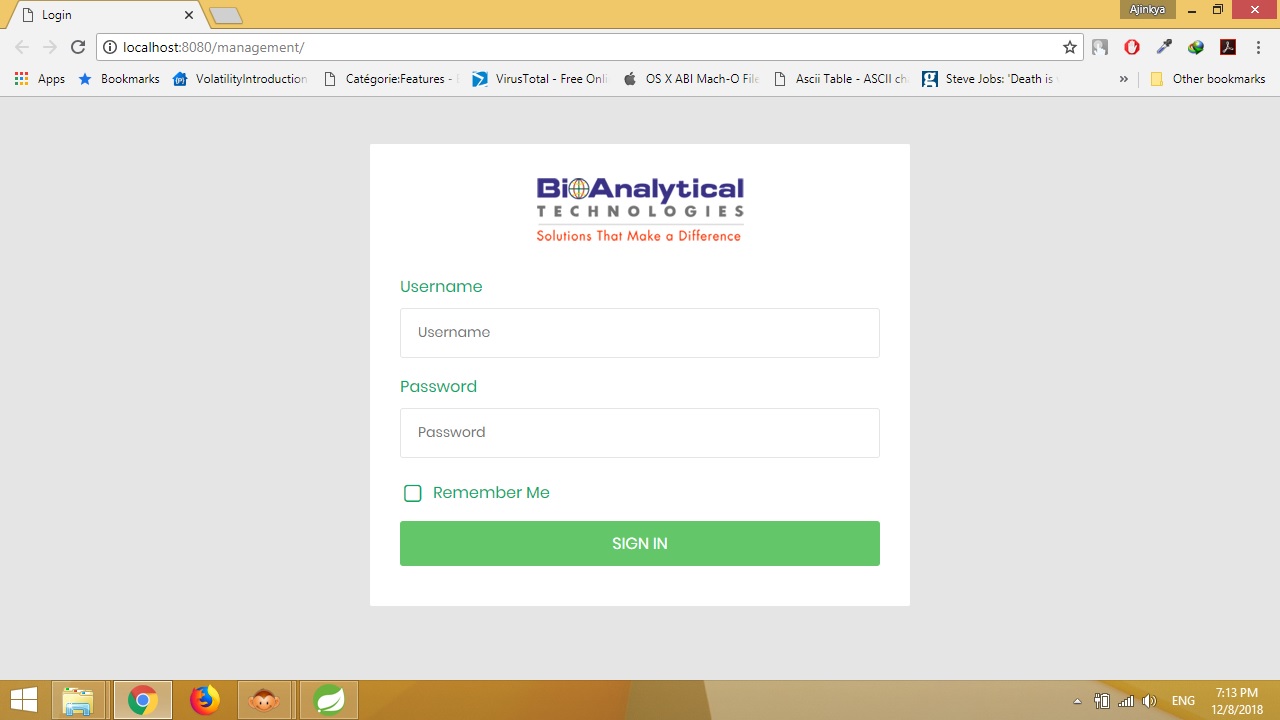 Login
Ajinkya
localhost:8080/management/
Apps Bookmarks VolatilityIntroduction Catégorie:Features - VirusTotal - Free Onli OS X ABI Mach-O File Ascii Table - ASCII ch Steve Jobs: 'Death is » Other bookmarks
BioAnalytical
TECHNOLOGIES
Solutions That Make a Difference
Username
Username
Password
Password
Remember Me
SIGN IN
ENG
7:13 PM
12/8/2018